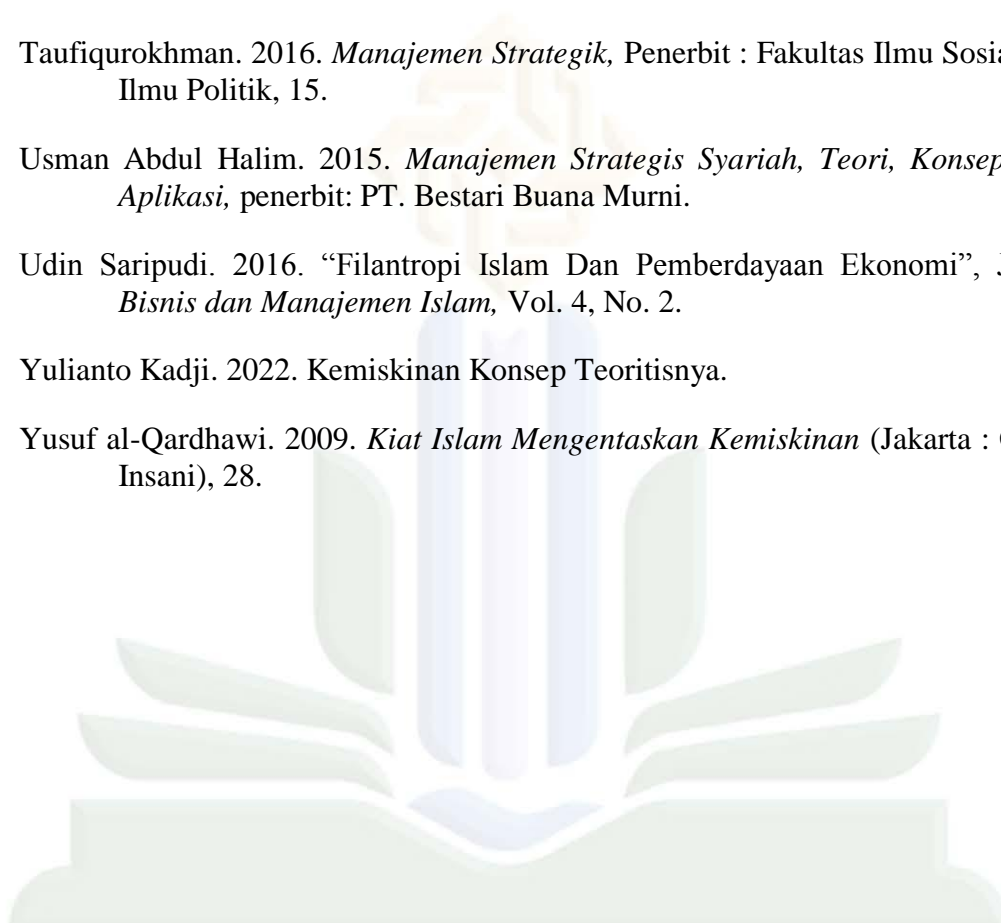 Taufiqurokhman. 2016. Manajemen Strategik, Penerbit : Fakultas Ilmu Sosia
Ilmu Politik, 15.
Usman Abdul Halim. 2015. Manajemen Strategis Syariah, Teori, Konsep
Aplikasi, penerbit: PT. Bestari Buana Murni.
Udin Saripudi. 2016. “Filantropi Islam Dan Pemberdayaan Ekonomi”,
Bisnis dan Manajemen Islam, Vol. 4, No. 2.
Yulianto Kadji. 2022. Kemiskinan Konsep Teoritisnya.
Yusuf al-Qardhawi. 2009. Kiat Islam Mengentaskan Kemiskinan (Jakarta :
Insani), 28.